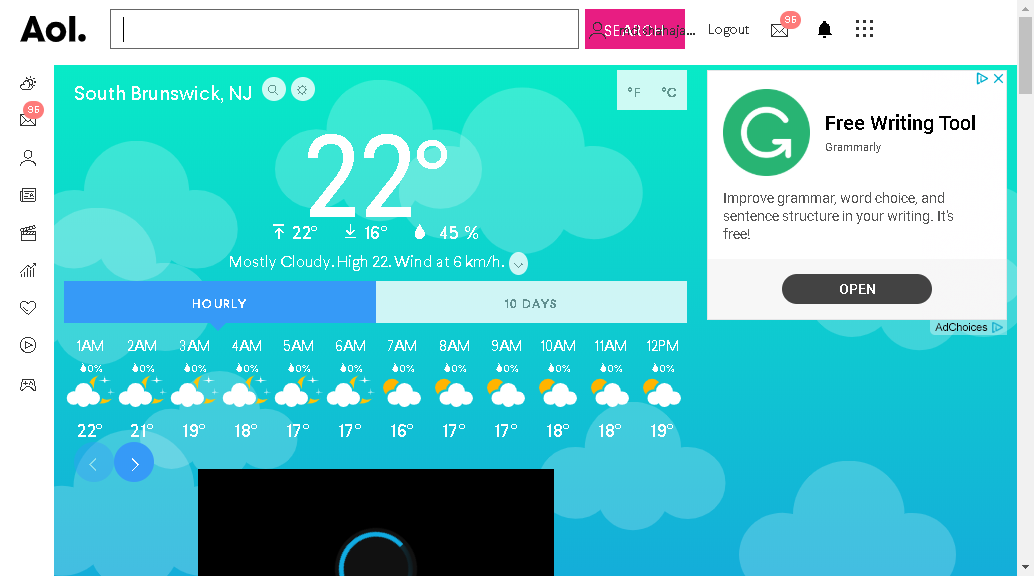 Aol.
SEARCH
Logout
95
95
South Brunswick, NJ
°F °C
22°
22° 16° 45 %
Mostly Cloudy. High 22. Wind at 6 km/h.
HOURLY 10 DAYS
1AM 2AM 3AM 4AM 5AM 6AM 7AM 8AM 9AM 10AM 11AM 12PM
0% 0% 0% 0% 0% 0% 0% 0% 0% 0% 0% 0%
22° 21° 19° 18° 17° 17° 16° 17° 17° 18° 18° 19°
Free Writing Tool
Grammarly
Improve grammar, word choice, and
sentence structure in your writing. It's
free!
OPEN
AdChoices